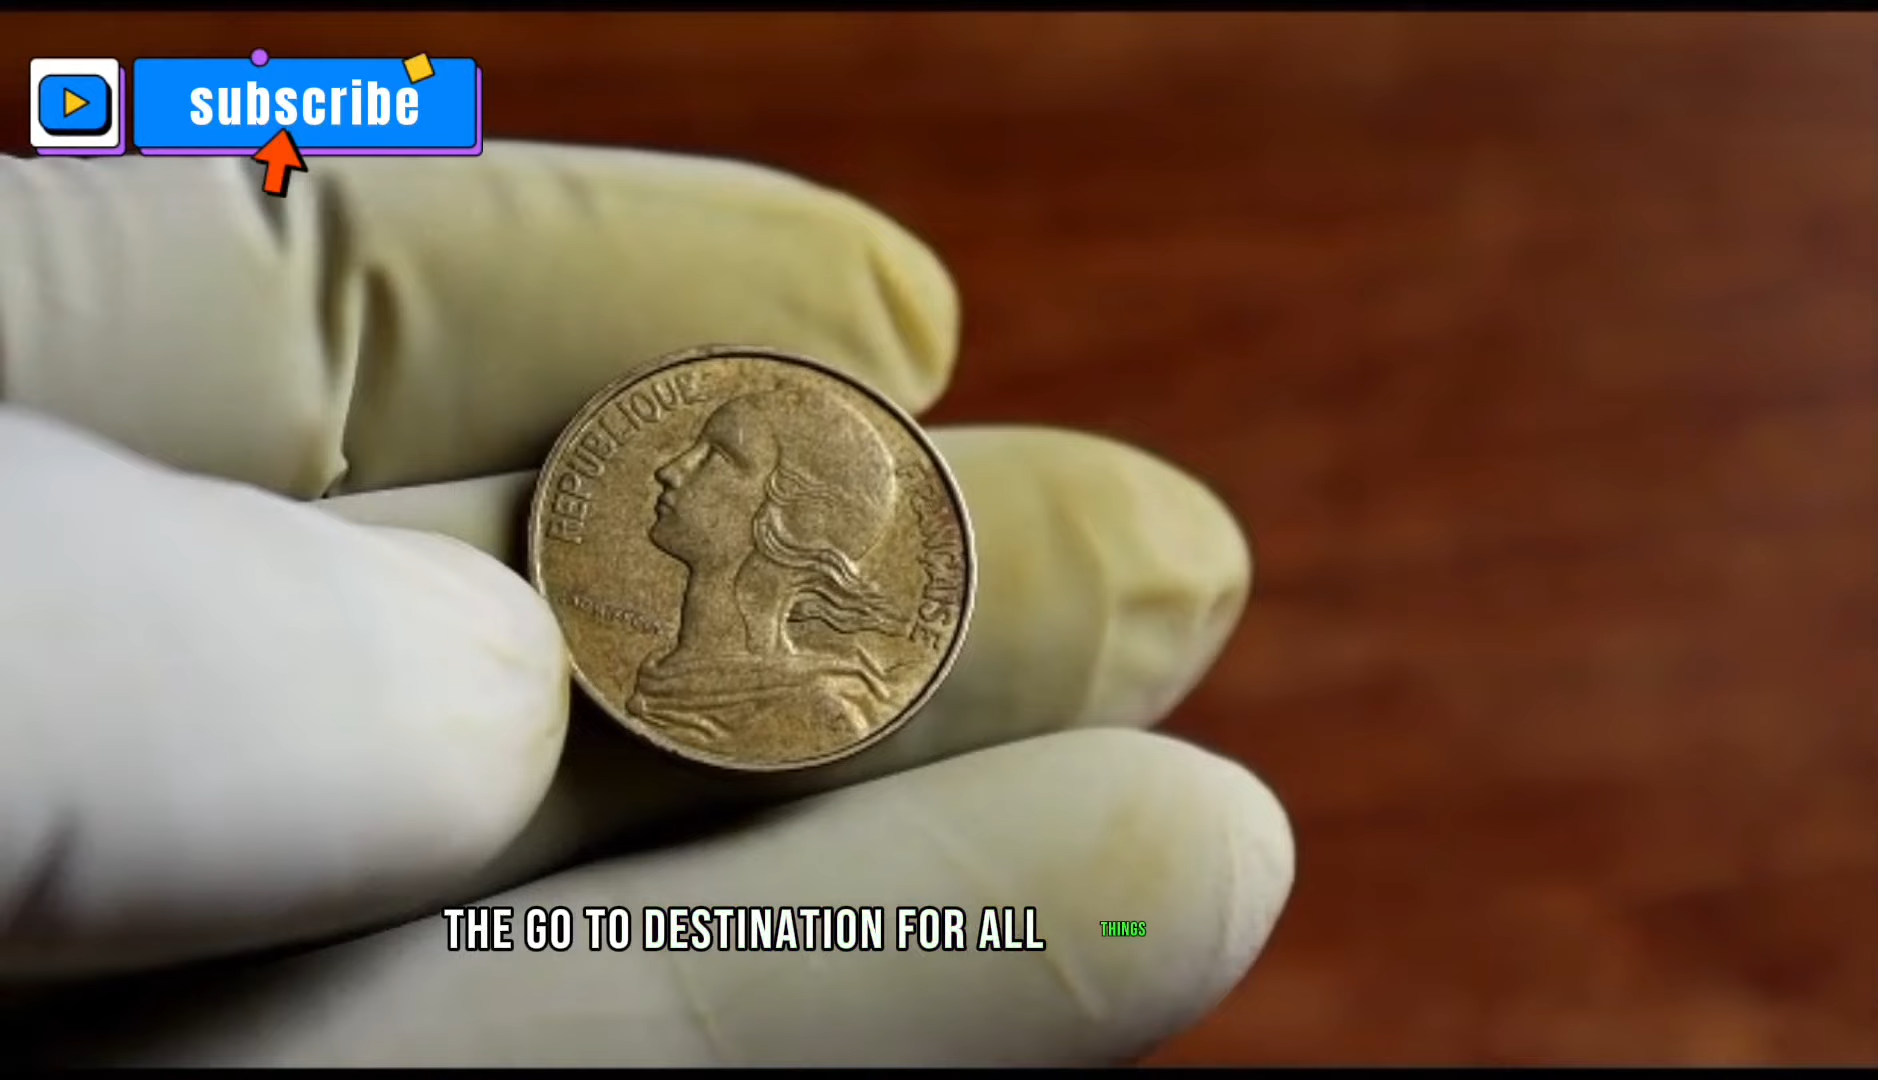 subscribe
REPUBLIQUE
FRANCAISE
THE GO TO DESTINATION FOR ALL THINGS